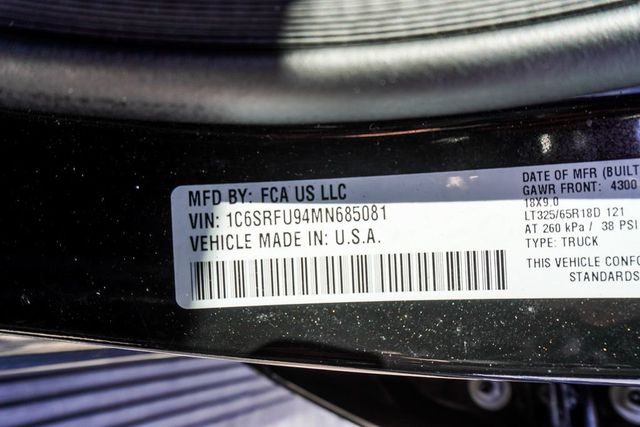 MFD BY: FCA US LLC
VIN: 1C6SRFU94MN685081
VEHICLE MADE IN: U.S.A.
DATE OF MFR (BUILT
GAWR FRONT: 4300
18X9.0
LT325/65R18D 121
AT 260 kPa / 38 PSI
TYPE: TRUCK
THIS VEHICLE CONFO
STANDARDS